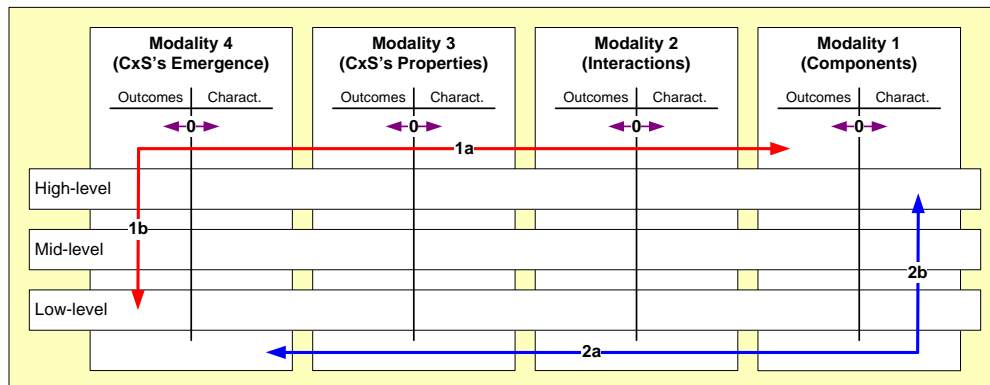 Modality 4
(CxS's Emergence)
Modality 3
(CxS's Properties)
Modality 2
(Interactions)
Modality 1
(Components)
Outcomes Charact.
Outcomes Charact.
Outcomes Charact.
Outcomes Charact.
0
0
0
0
1a
High-level
1b
Mid-level
2b
Low-level
2a